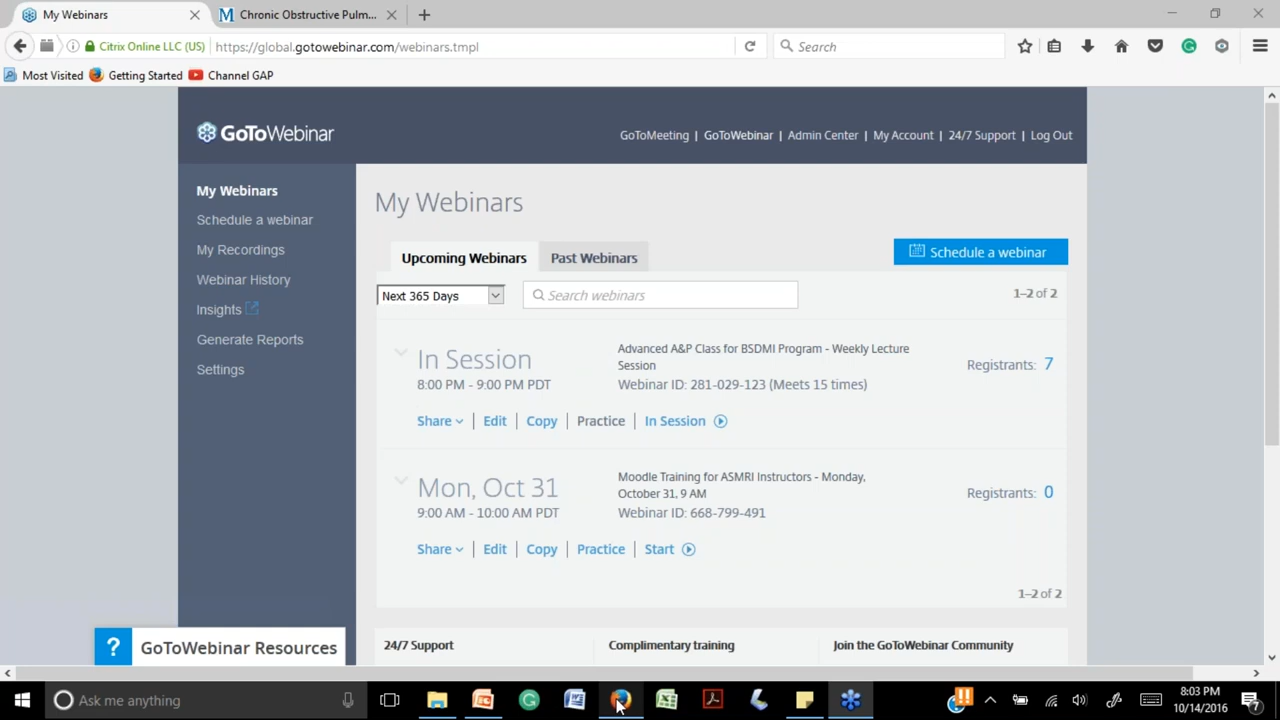 My Webinars
Chronic Obstructive Pulm...
Citrix Online LLC (US)
https://global.gotowebinar.com/webinars.tmpl
Search
Most Visited
Getting Started
Channel GAP
GoToWebinar
GoToMeeting | GoToWebinar | Admin Center | My Account | 24/7 Support | Log Out
My Webinars
Schedule a webinar
My Recordings
Webinar History
Insights
Generate Reports
Settings
My Webinars
Upcoming Webinars
Past Webinars
Schedule a webinar
Next 365 Days
Search webinars
1–2 of 2
In Session
8:00 PM - 9:00 PM PDT
Advanced A&P Class for BSDMI Program - Weekly Lecture
Session
Webinar ID: 281-029-123 (Meets 15 times)
Registrants: 7
Share | Edit | Copy | Practice | In Session
Mon, Oct 31
9:00 AM - 10:00 AM PDT
Moodle Training for ASMRI Instructors - Monday,
October 31, 9 AM
Webinar ID: 668-799-491
Registrants: 0
Share | Edit | Copy | Practice | Start
1–2 of 2
? GoToWebinar Resources
24/7 Support
Complimentary training
Join the GoToWebinar Community
Ask me anything
8:03 PM
10/14/2016
7